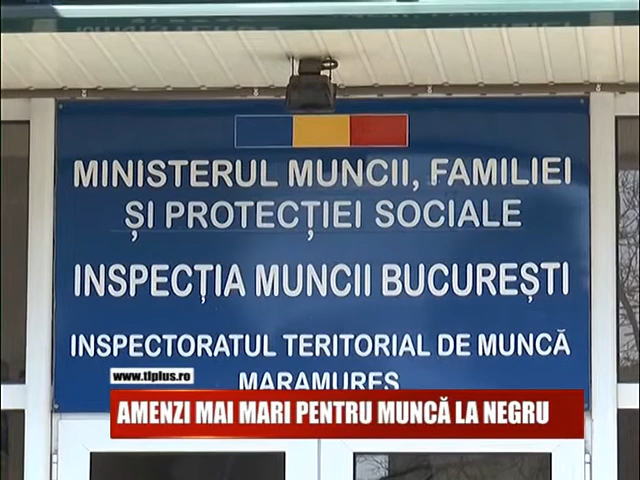 MINISTERUL MUNCII, FAMILIEI
ȘI PROTECȚIEI SOCIALE
INSPECȚIA MUNCII BUCUREȘTI
INSPECTORATUL TERITORIAL DE MUNCĂ
MARAMUREȘ
www.tlplus.ro
AMENZI MAI MARI PENTRU MUNCĂ LA NEGRU